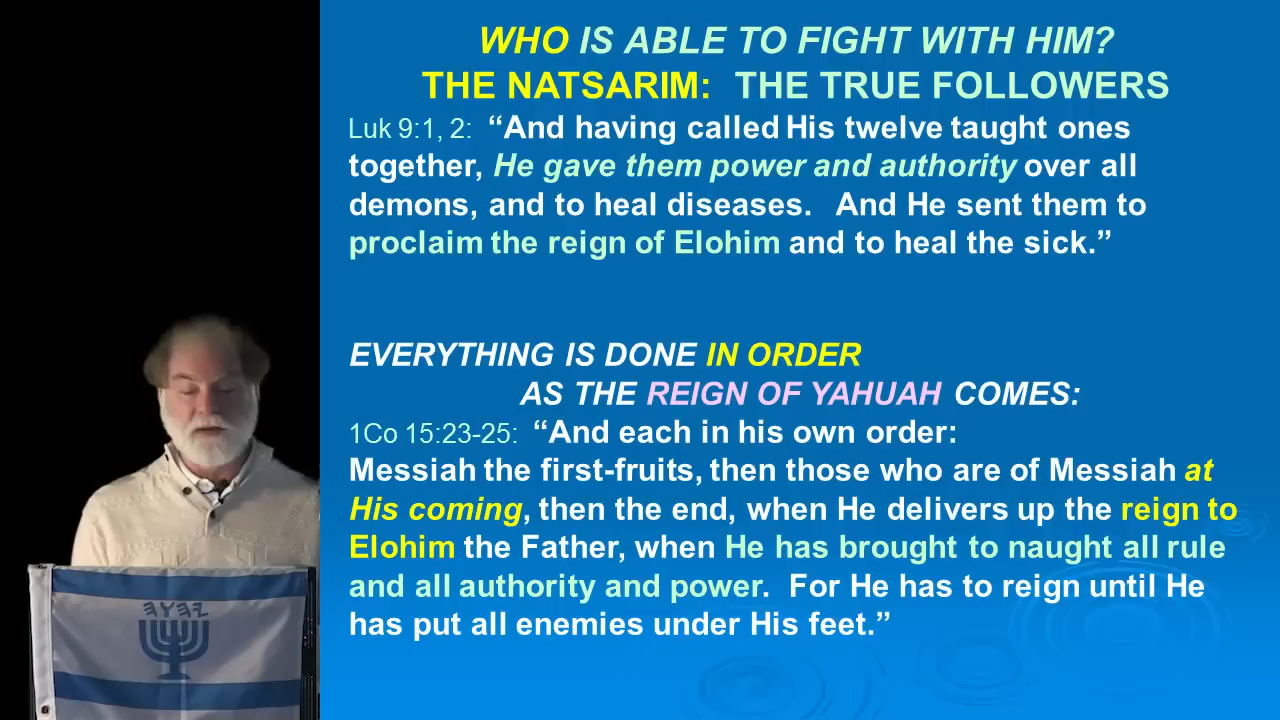 WHO IS ABLE TO FIGHT WITH HIM?
THE NATSARIM: THE TRUE FOLLOWERS
Luk 9:1, 2: “And having called His twelve taught ones
together, He gave them power and authority over all
demons, and to heal diseases. And He sent them to
proclaim the reign of Elohim and to heal the sick.”
EVERYTHING IS DONE IN ORDER
AS THE REIGN OF YAHUAH COMES:
1Co 15:23-25: “And each in his own order:
Messiah the first-fruits, then those who are of Messiah at
His coming, then the end, when He delivers up the reign to
Elohim the Father, when He has brought to naught all rule
and all authority and power. For He has to reign until He
has put all enemies under His feet.”
𐤉𐤄𐤅𐤄